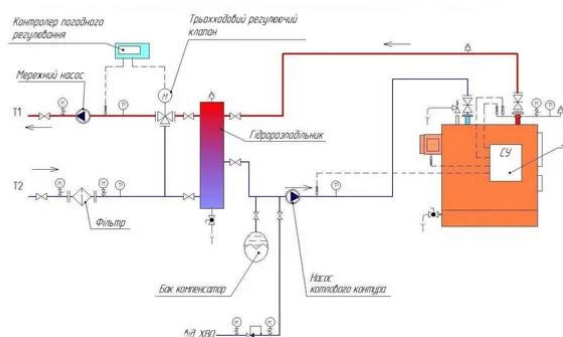 Контролер погодного
регулювання
Трьохходовий регулюючий
клапан
Мережний насос
М
Т1
Гідророзподільник
СУ
Т2
Фільтр
Бак компенсатор
Насос
котлового контура
Від ХВП